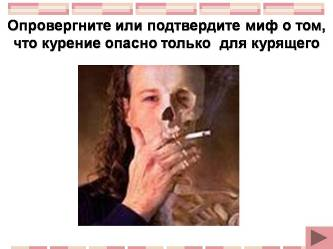 Опровергните или подтвердите миф о том,
что курение опасно только для курящего